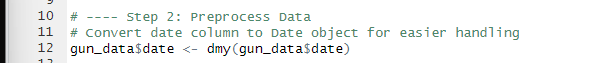 10 # ---- Step 2: Preprocess Data
11 # Convert date column to Date object for easier handling
12 gun_data$date <- dmy(gun_data$date)